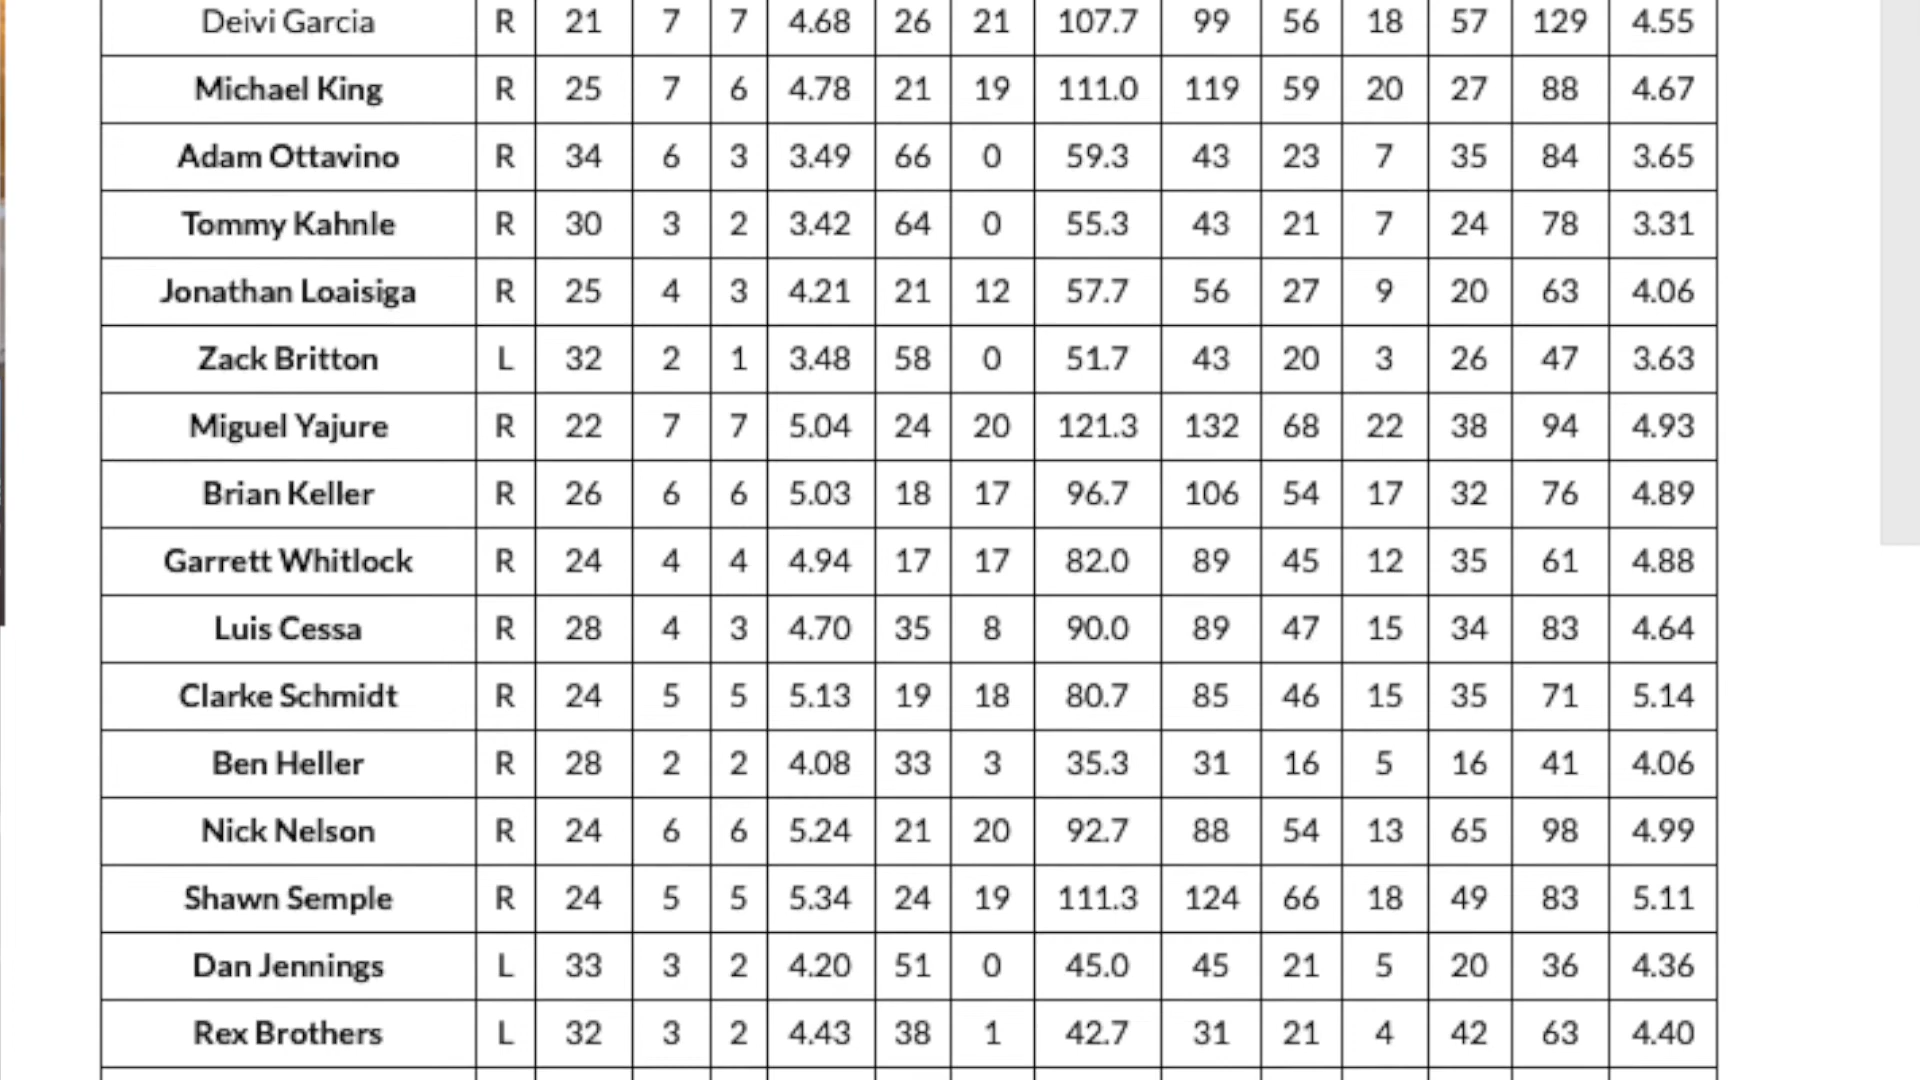 Deivi Garcia R 21 7 7 4.68 26 21 107.7 99 56 18 57 129 4.55
Michael King R 25 7 6 4.78 21 19 111.0 119 59 20 27 88 4.67
Adam Ottavino R 34 6 3 3.49 66 0 59.3 43 23 7 35 84 3.65
Tommy Kahnle R 30 3 2 3.42 64 0 55.3 43 21 7 24 78 3.31
Jonathan Loaisiga R 25 4 3 4.21 21 12 57.7 56 27 9 20 63 4.06
Zack Britton L 32 2 1 3.48 58 0 51.7 43 20 3 26 47 3.63
Miguel Yajure R 22 7 7 5.04 24 20 121.3 132 68 22 38 94 4.93
Brian Keller R 26 6 6 5.03 18 17 96.7 106 54 17 32 76 4.89
Garrett Whitlock R 24 4 4 4.94 17 17 82.0 89 45 12 35 61 4.88
Luis Cessa R 28 4 3 4.70 35 8 90.0 89 47 15 34 83 4.64
Clarke Schmidt R 24 5 5 5.13 19 18 80.7 85 46 15 35 71 5.14
Ben Heller R 28 2 2 4.08 33 3 35.3 31 16 5 16 41 4.06
Nick Nelson R 24 6 6 5.24 21 20 92.7 88 54 13 65 98 4.99
Shawn Semple R 24 5 5 5.34 24 19 111.3 124 66 18 49 83 5.11
Dan Jennings L 33 3 2 4.20 51 0 45.0 45 21 5 20 36 4.36
Rex Brothers L 32 3 2 4.43 38 1 42.7 31 21 4 42 63 4.40